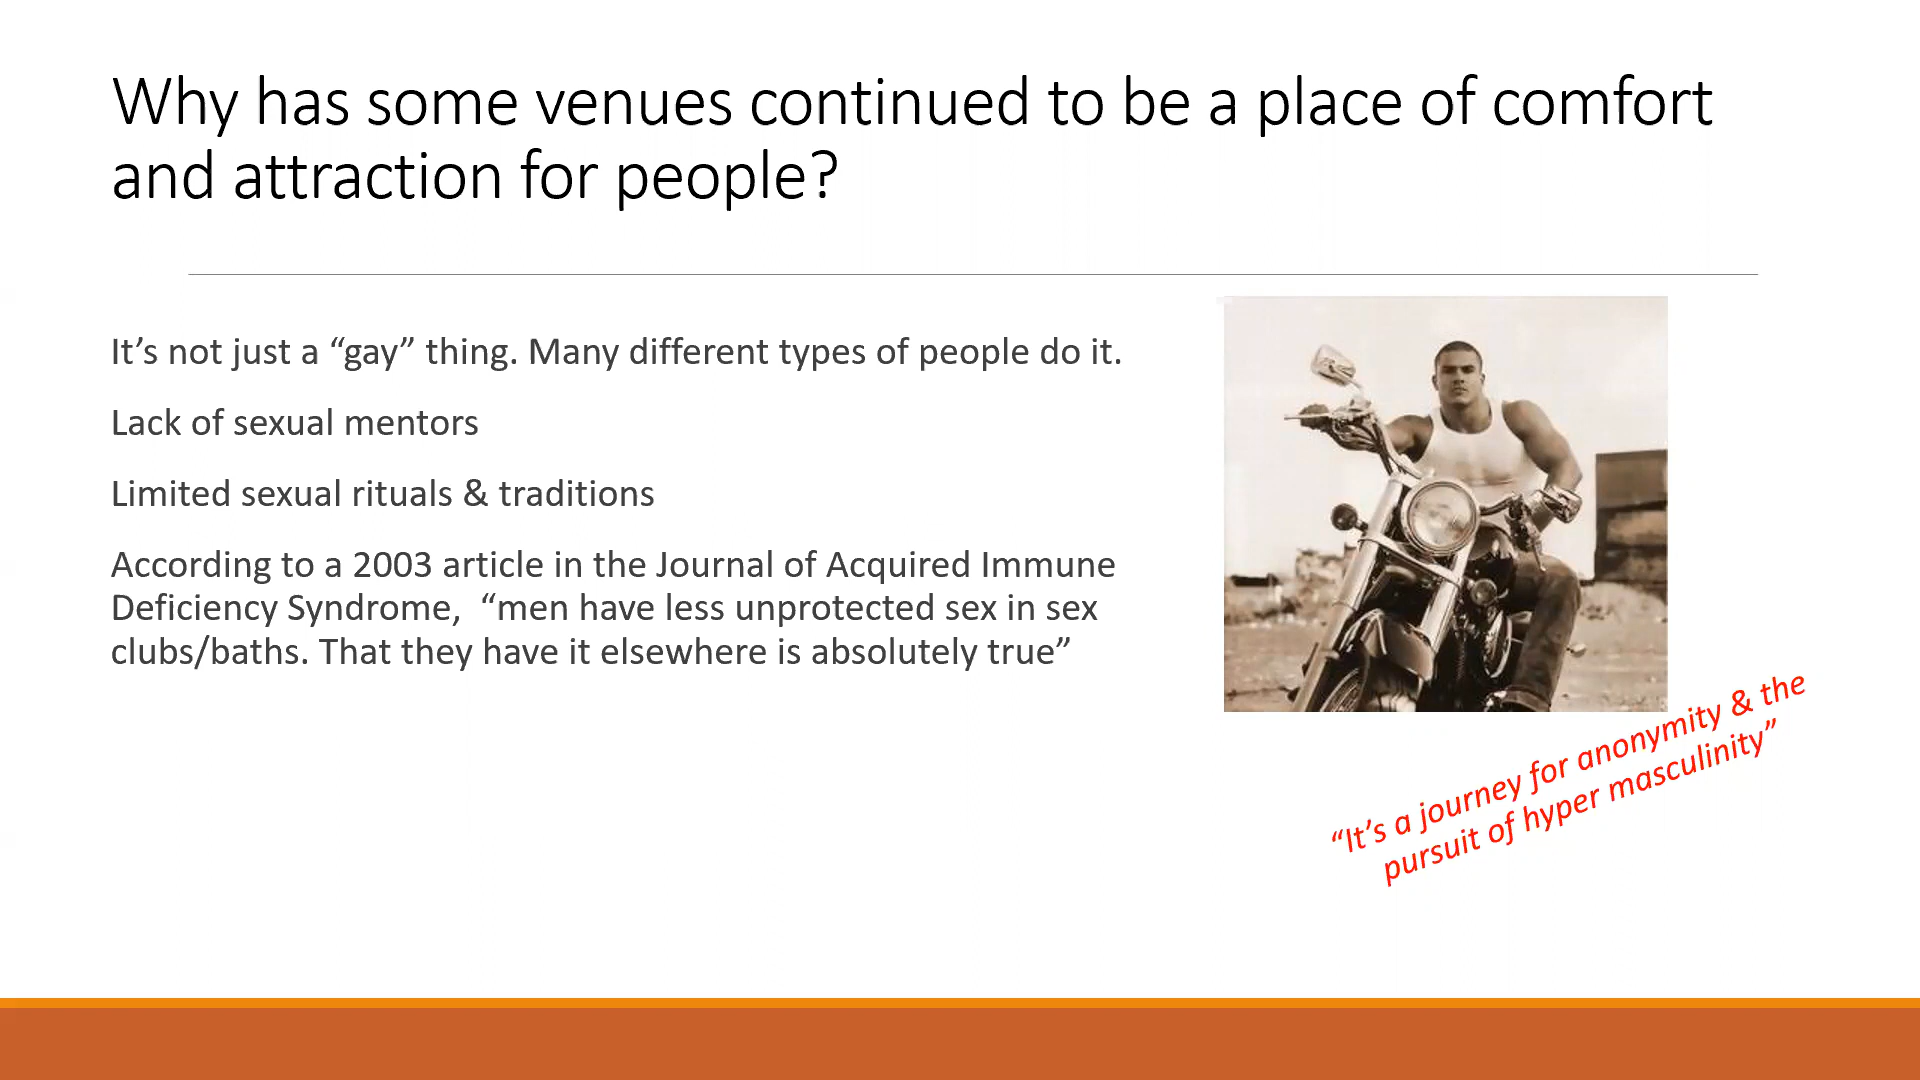 Why has some venues continued to be a place of comfort
and attraction for people?
It’s not just a “gay” thing. Many different types of people do it.
Lack of sexual mentors
Limited sexual rituals & traditions
According to a 2003 article in the Journal of Acquired Immune
Deficiency Syndrome,  “men have less unprotected sex in sex
clubs/baths. That they have it elsewhere is absolutely true”
“It’s a journey for anonymity & the
pursuit of hyper masculinity”